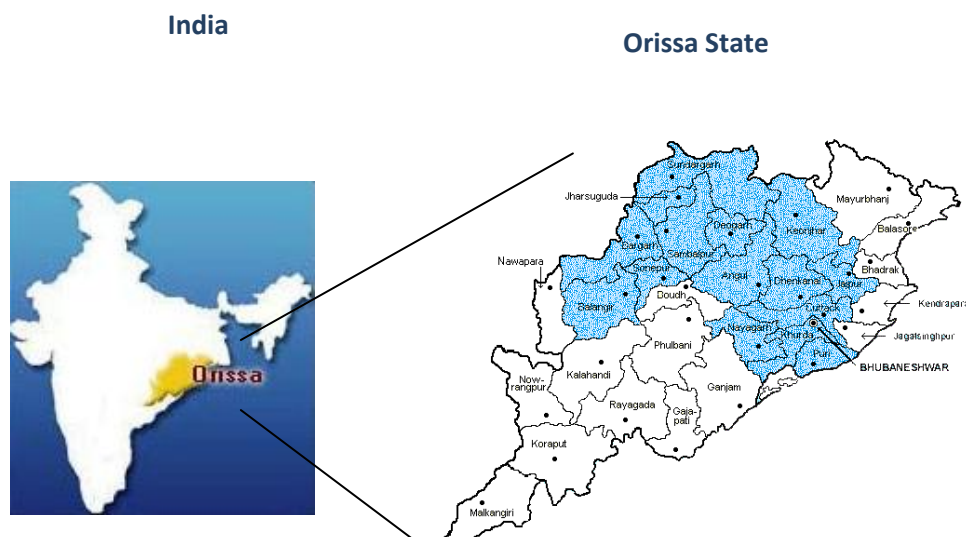 India
Orissa State
Orissa
Sundargarh
Jharsuguda
Mayurbhanj
Deogarh
Keonjhar
Balasore
Bargarh
Sambalpur
Nawapara
Sonepur
Angul
Bhadrak
Dhenkanal
Jajpur
Balangir
Boudh
Cuttack
Kendrapara
Nayagarh
Khurda
Jagatsinghpur
Phulbani
Puri
BHUBANESHWAR
Now-
rangpur
Kalahandi
Ganjam
Rayagada
Gaja-
pati
Koraput
Malkangiri